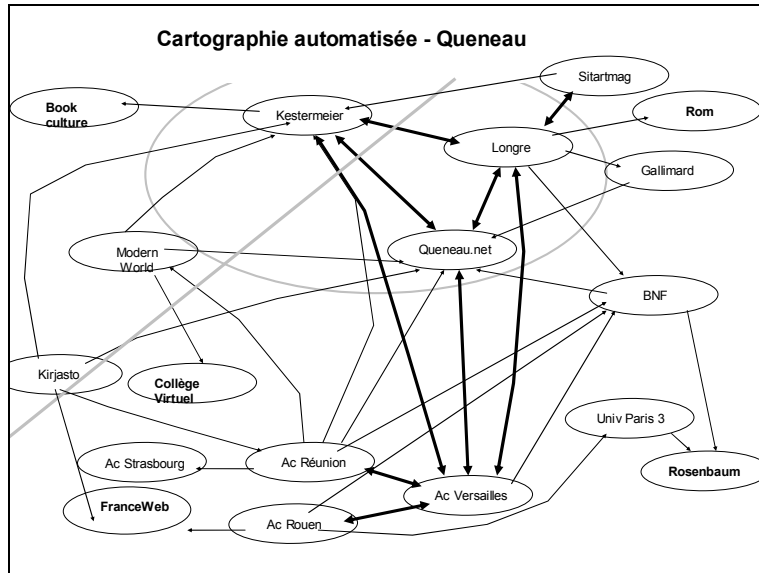 Cartographie automatisée - Queneau
Sitartmag
Book
culture
Kestermeier
Rom
Longre
Gallimard
Queneau.net
Modern
World
BNF
Kirjasto
Collège
Virtuel
Univ Paris 3
Ac Strasbourg
Ac Réunion
Rosenbaum
Ac Versailles
FranceWeb
Ac Rouen